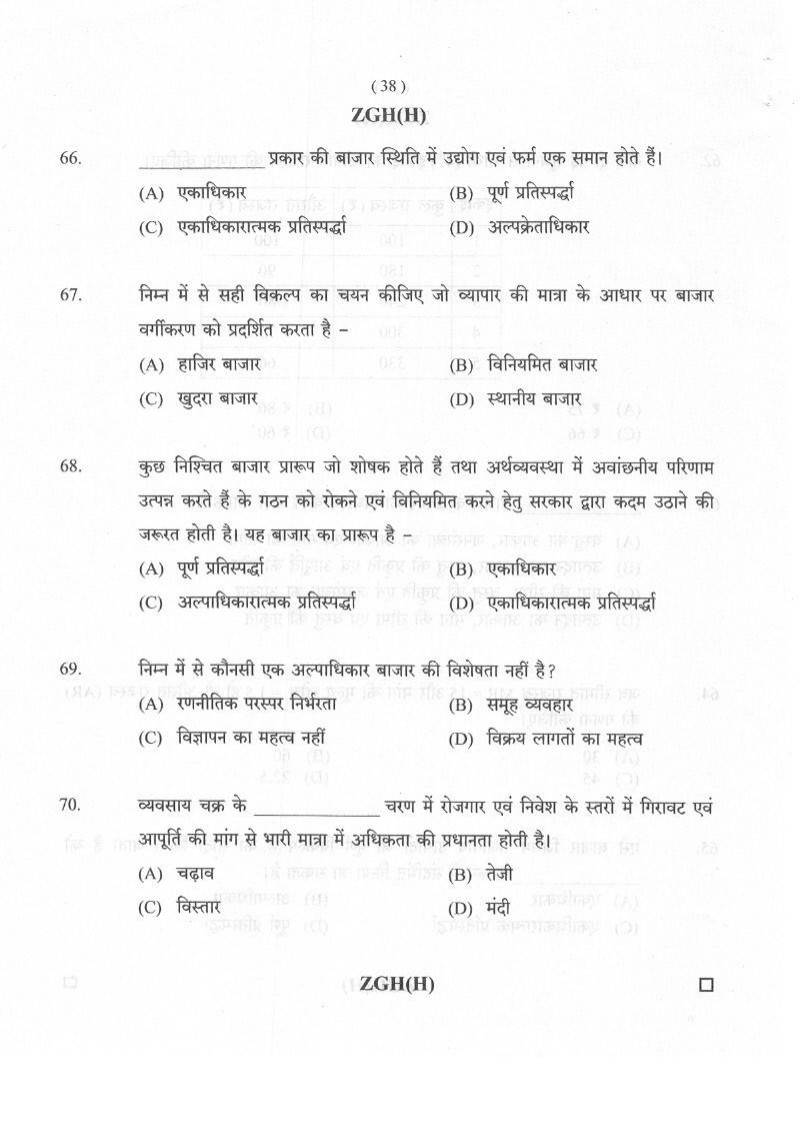 ( 38 )
ZGH(H)
66. ____________ प्रकार की बाजार स्थिति में उद्योग एवं फर्म एक समान होते हैं।
(A) एकाधिकार (B) पूर्ण प्रतिस्पर्द्धा
(C) एकाधिकारात्मक प्रतिस्पर्द्धा (D) अल्पक्रेताधिकार
67. निम्न में से सही विकल्प का चयन कीजिए जो व्यापार की मात्रा के आधार पर बाजार
वर्गीकरण को प्रदर्शित करता है –
(A) हाजिर बाजार (B) विनियमित बाजार
(C) खुदरा बाजार (D) स्थानीय बाजार
68. कुछ निश्चित बाजार प्रारूप जो शोषक होते हैं तथा अर्थव्यवस्था में अवांछनीय परिणाम
उत्पन्न करते हैं के गठन को रोकने एवं विनियमित करने हेतु सरकार द्वारा कदम उठाने की
जरूरत होती है। यह बाजार का प्रारूप है –
(A) पूर्ण प्रतिस्पर्द्धा (B) एकाधिकार
(C) अल्पाधिकारात्मक प्रतिस्पर्द्धा (D) एकाधिकारात्मक प्रतिस्पर्द्धा
69. निम्न में से कौनसी एक अल्पाधिकार बाजार की विशेषता नहीं है?
(A) रणनीतिक परस्पर निर्भरता (B) समूह व्यवहार
(C) विज्ञापन का महत्व नहीं (D) विक्रय लागतों का महत्व
70. व्यवसाय चक्र के ____________ चरण में रोजगार एवं निवेश के स्तरों में गिरावट एवं
आपूर्ति की मांग से भारी मात्रा में अधिकता की प्रधानता होती है।
(A) चढ़ाव (B) तेजी
(C) विस्तार (D) मंदी
ZGH(H)